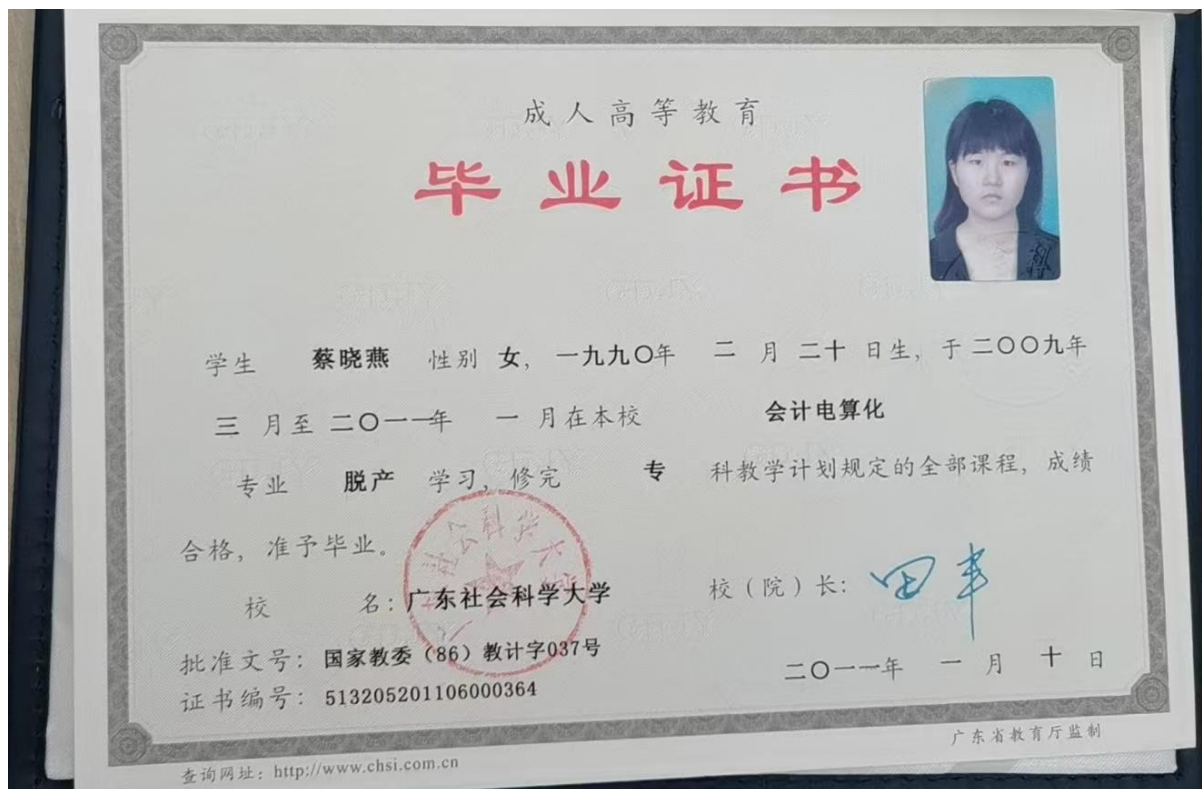 成人高等教育
毕业证书
学生 蔡晓燕 性别 女，一九九〇年 二 月 二十 日生，于 二〇〇九年
三 月至 二〇一一年 一 月在本校 会计电算化
专业 脱产 学习，修完 专 科教学计划规定的全部课程，成绩
合格，准予毕业。
校 名：广东社会科学大学
校（院）长：田丰
批准文号：国家教委（86）教计字037号
证书编号：513205201106000364
二〇一一年 一 月 十 日
广东省教育厅监制
查询网址：http://www.chsi.com.cn